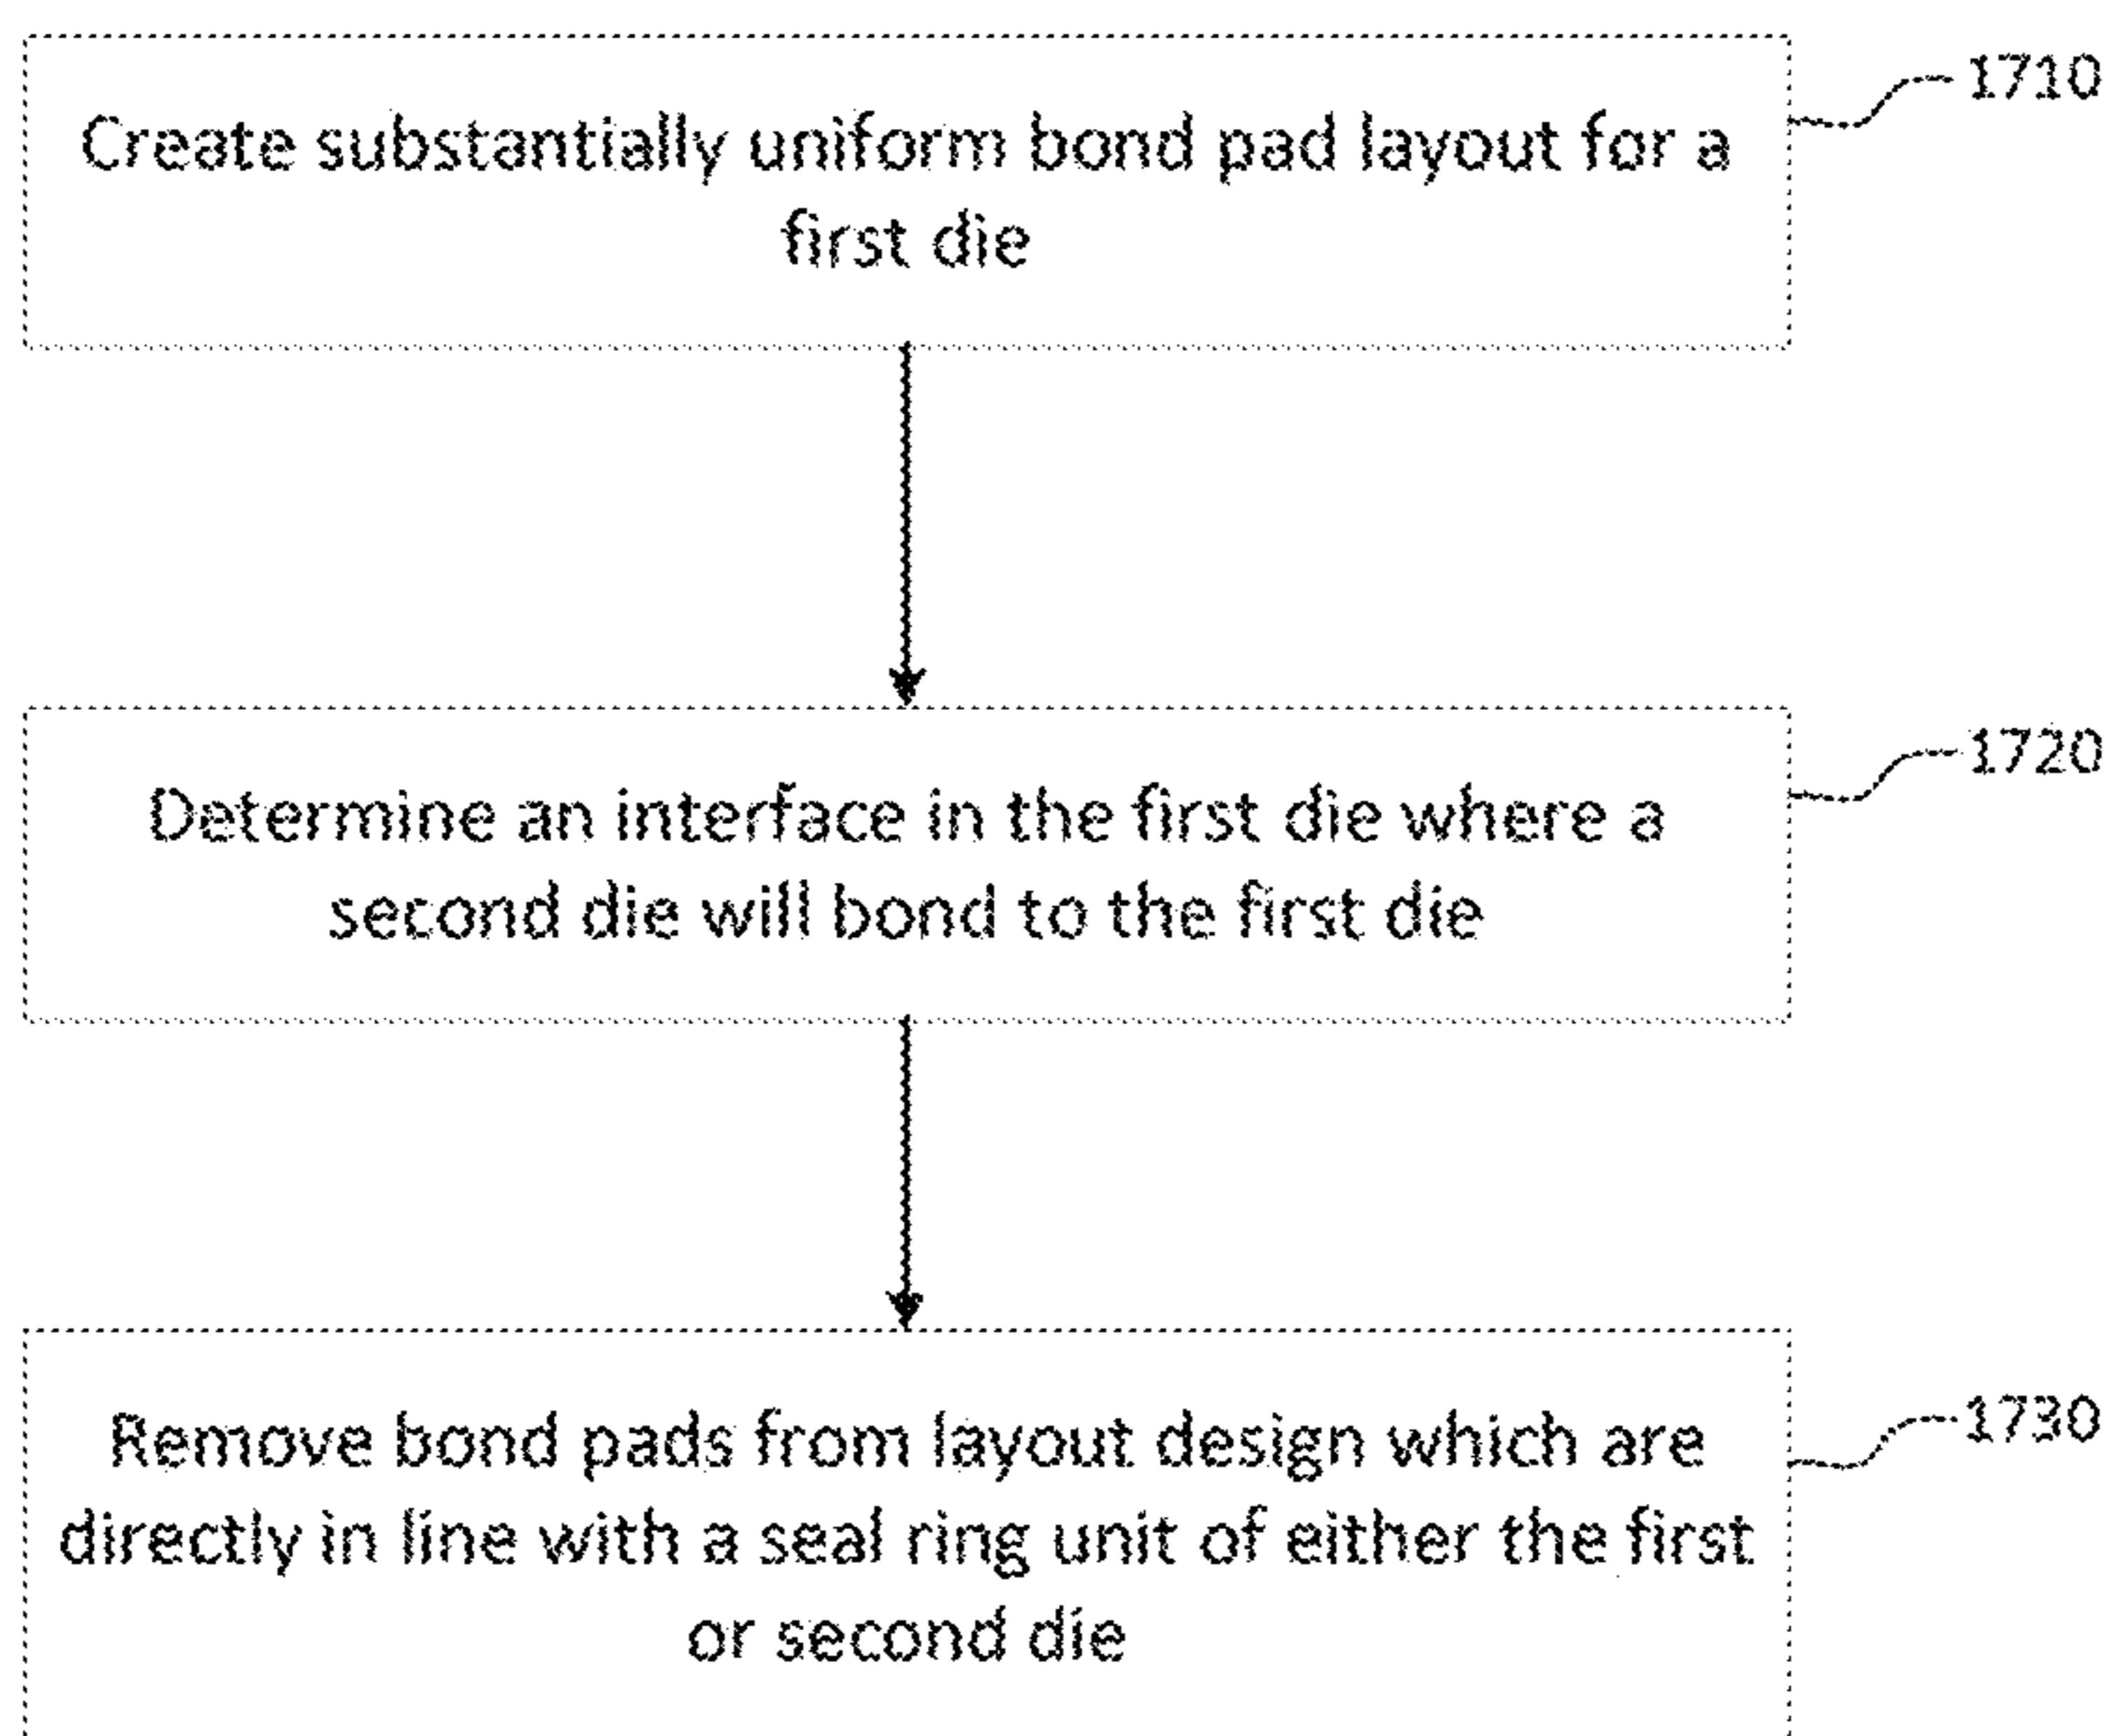 1710
Create substantially uniform bond pad layout for a
first die
1720
Determine an interface in the first die where a
second die will bond to the first die
1730
Remove bond pads from layout design which are
directly in line with a seal ring unit of either the first
or second die